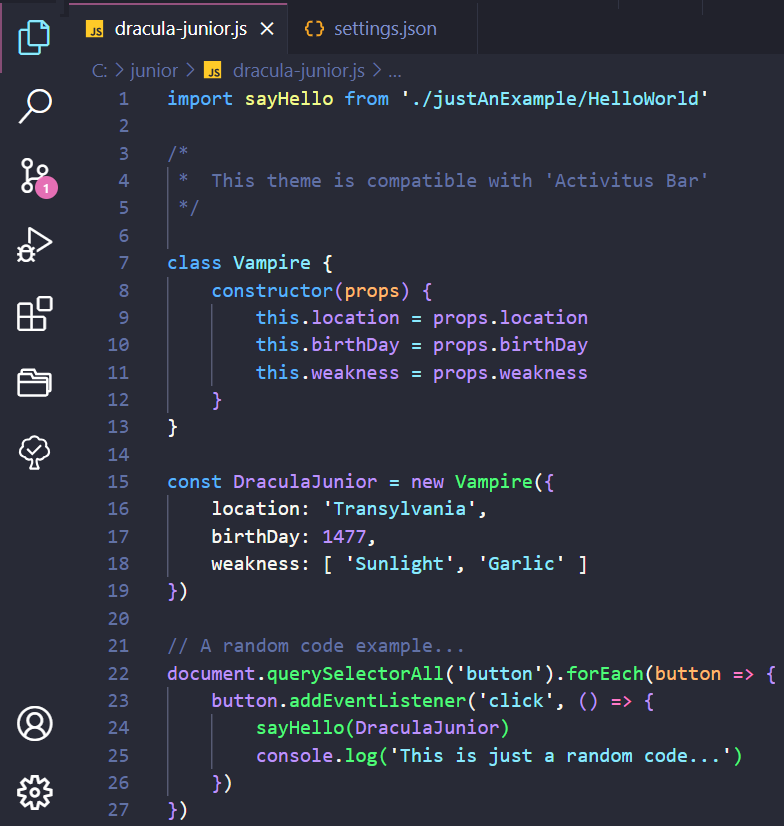 JS dracula-junior.js × {} settings.json
C: > junior > JS dracula-junior.js > ...
1 import sayHello from './justAnExample/HelloWorld'
2
3 /*
4  *  This theme is compatible with 'Activitus Bar'
5  */
6
7 class Vampire {
8     constructor(props) {
9         this.location = props.location
10         this.birthDay = props.birthDay
11         this.weakness = props.weakness
12     }
13 }
14
15 const DraculaJunior = new Vampire({
16     location: 'Transylvania',
17     birthDay: 1477,
18     weakness: [ 'Sunlight', 'Garlic' ]
19 })
20
21 // A random code example...
22 document.querySelectorAll('button').forEach(button => {
23     button.addEventListener('click', () => {
24         sayHello(DraculaJunior)
25         console.log('This is just a random code...')
26     })
27 })
1